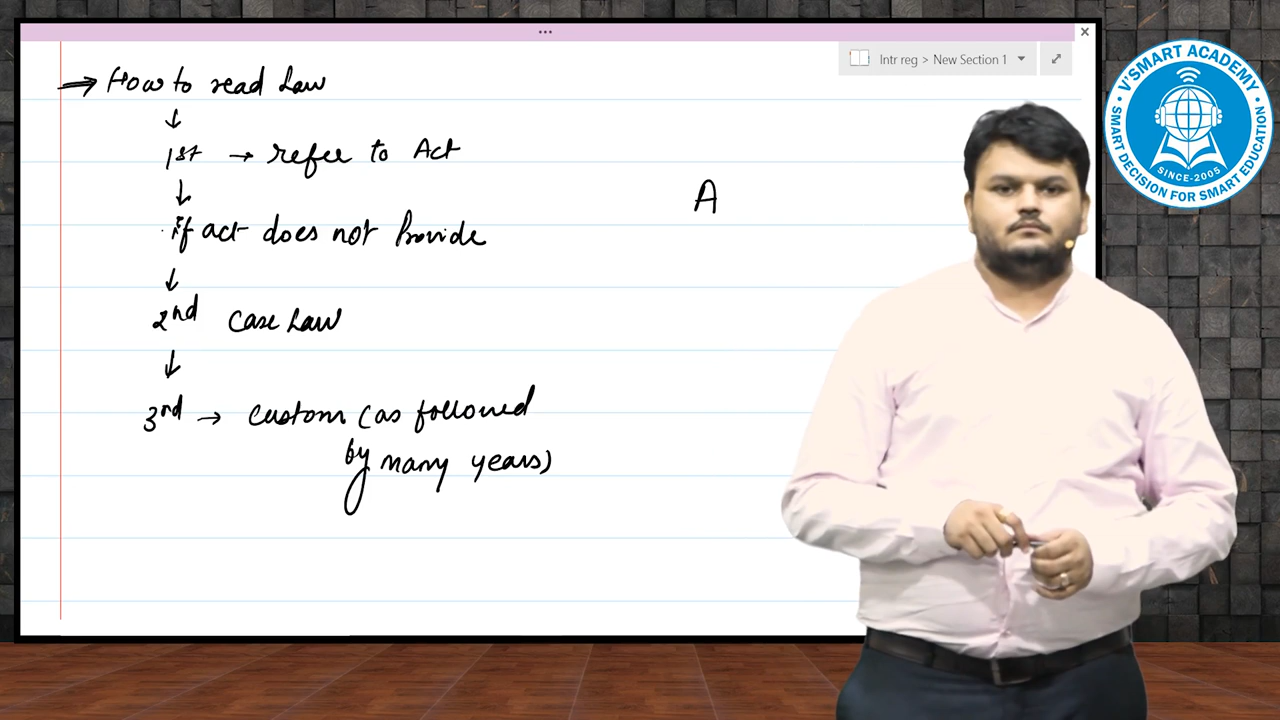 Intr reg > New Section 1
→ How to read Law
↓
1st → refer to Act
↓
if act does not Provide
↓
2nd Case Law
↓
3rd → Custom (as followed
by many years)
A
V'SMART ACADEMY
SINCE-2005
SMART DECISION FOR SMART EDUCATION